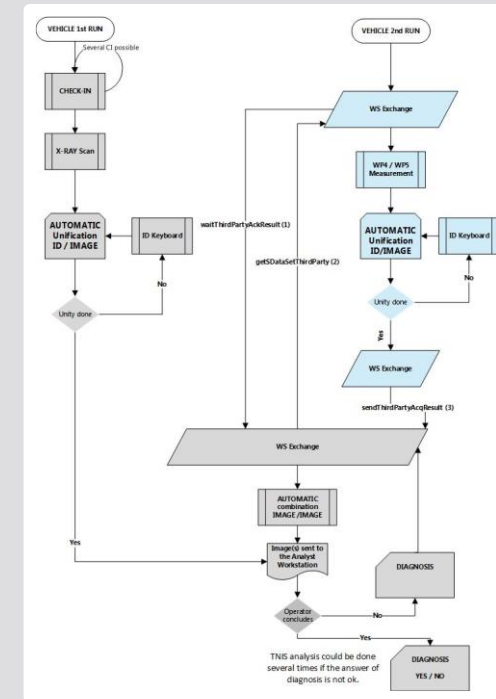 VEHICLE 1st RUN
Several CI possible
CHECK-IN
X-RAY Scan
AUTOMATIC
Unification
ID / IMAGE
ID Keyboard
No
Unity done
Yes
VEHICLE 2nd RUN
WS Exchange
WP4 / WP5
Measurement
AUTOMATIC
Unification
ID/IMAGE
ID Keyboard
No
Unity done
Yes
WS Exchange
waitThirdPartyAckResult (1)
getSDataSetThirdParty (2)
sendThirdPartyAcqResult (3)
WS Exchange
AUTOMATIC
combination
IMAGE /IMAGE
Image(s) sent to
the Analyst
Workstation
DIAGNOSIS
Operator
concludes
No
Yes
TNIS analysis could be done
several times if the answer of
diagnosis is not ok.
DIAGNOSIS
YES / NO